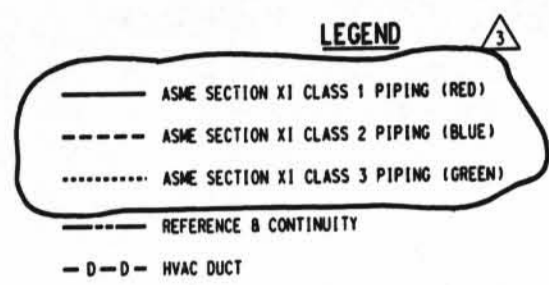 LEGEND 3
ASME SECTION XI CLASS 1 PIPING (RED)
ASME SECTION XI CLASS 2 PIPING (BLUE)
ASME SECTION XI CLASS 3 PIPING (GREEN)
REFERENCE & CONTINUITY
D D HVAC DUCT